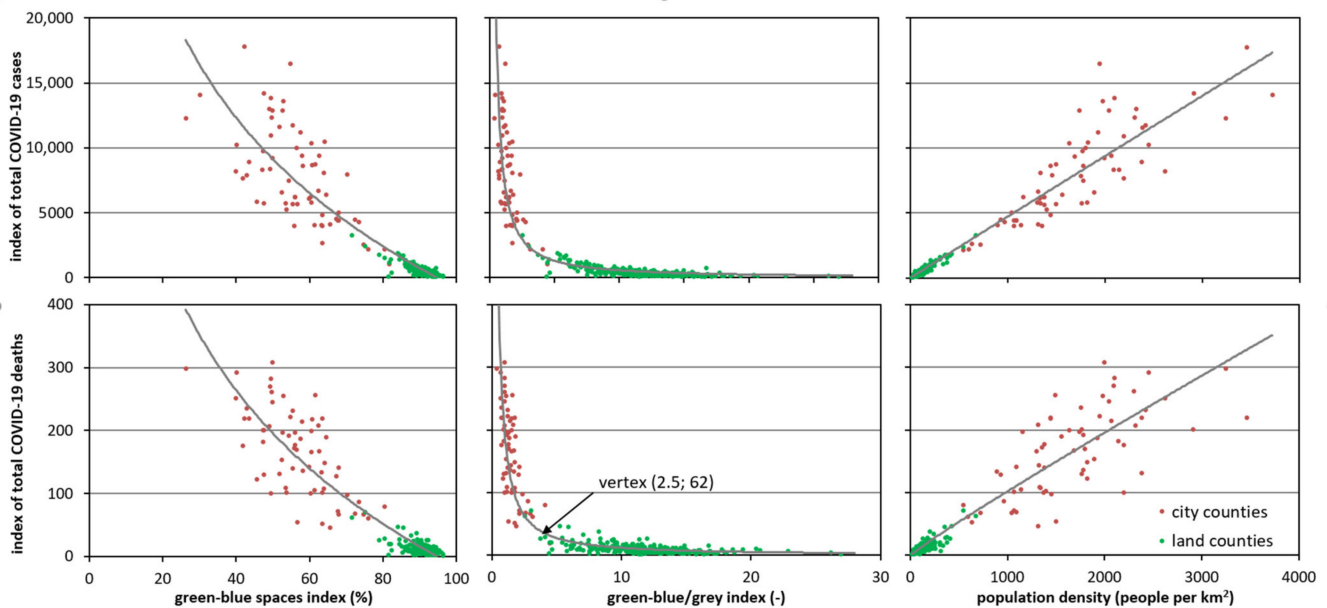 20,000
15,000
10,000
5000
0
index of total COVID-19 cases
400
300
200
100
0
index of total COVID-19 deaths
vertex (2.5; 62)
city counties
land counties
0 20 40 60 80 100
0 10 20 30
0 1000 2000 3000 4000
green-blue spaces index (%)
green-blue/grey index (-)
population density (people per km²)